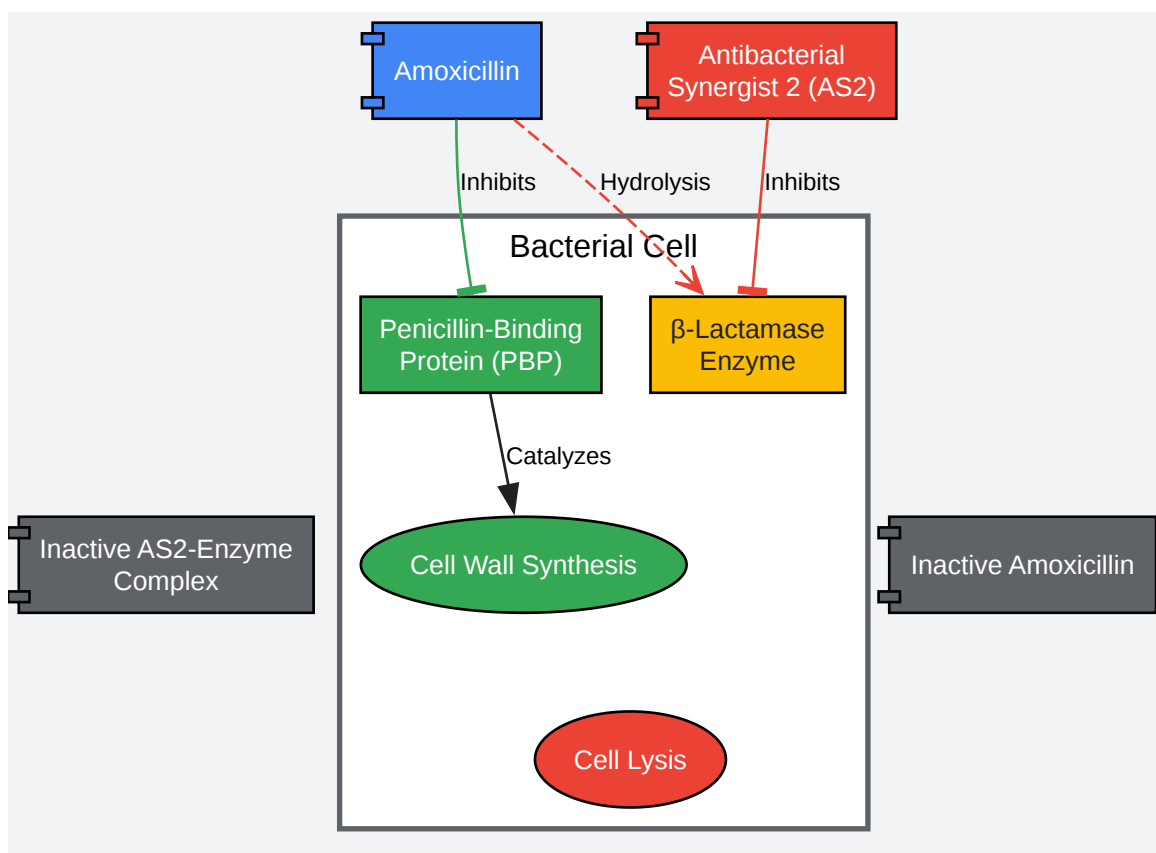 Amoxicillin
Antibacterial
Synergist 2 (AS2)
Inhibits
Hydrolysis
Inhibits
Bacterial Cell
Penicillin-Binding
Protein (PBP)
β-Lactamase
Enzyme
Catalyzes
Inactive AS2-Enzyme
Complex
Cell Wall Synthesis
Inactive Amoxicillin
Cell Lysis